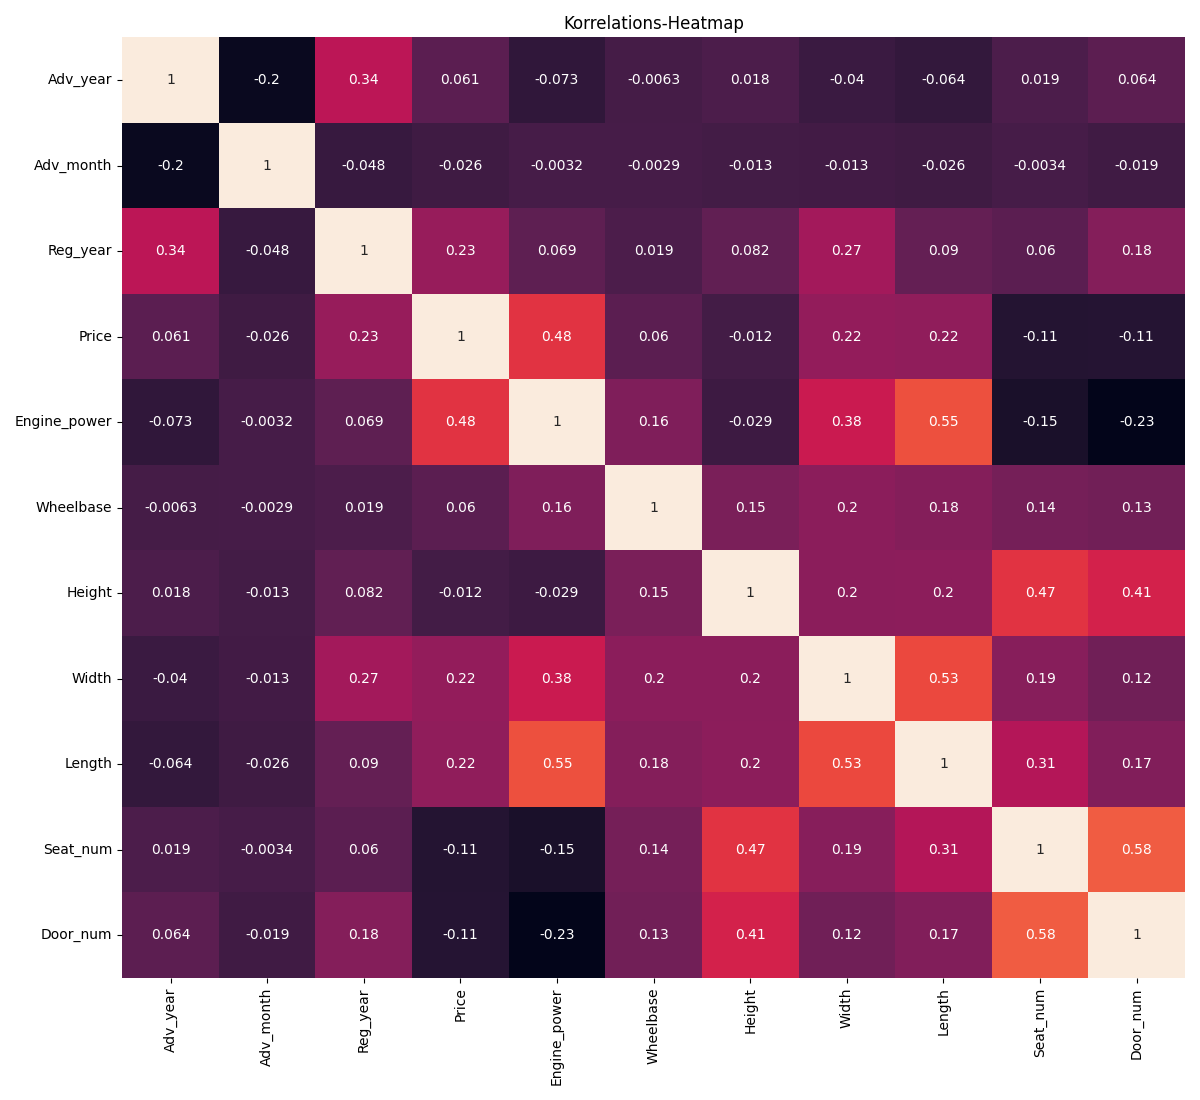 Korrelations-Heatmap
Adv_year 1 -0.2 0.34 0.061 -0.073 -0.0063 0.018 -0.04 -0.064 0.019 0.064
Adv_month -0.2 1 -0.048 -0.026 -0.0032 -0.0029 -0.013 -0.013 -0.026 -0.0034 -0.019
Reg_year 0.34 -0.048 1 0.23 0.069 0.019 0.082 0.27 0.09 0.06 0.18
Price 0.061 -0.026 0.23 1 0.48 0.06 -0.012 0.22 0.22 -0.11 -0.11
Engine_power -0.073 -0.0032 0.069 0.48 1 0.16 -0.029 0.38 0.55 -0.15 -0.23
Wheelbase -0.0063 -0.0029 0.019 0.06 0.16 1 0.15 0.2 0.18 0.14 0.13
Height 0.018 -0.013 0.082 -0.012 -0.029 0.15 1 0.2 0.2 0.47 0.41
Width -0.04 -0.013 0.27 0.22 0.38 0.2 0.2 1 0.53 0.19 0.12
Length -0.064 -0.026 0.09 0.22 0.55 0.18 0.2 0.53 1 0.31 0.17
Seat_num 0.019 -0.0034 0.06 -0.11 -0.15 0.14 0.47 0.19 0.31 1 0.58
Door_num 0.064 -0.019 0.18 -0.11 -0.23 0.13 0.41 0.12 0.17 0.58 1
Adv_year Adv_month Reg_year Price Engine_power Wheelbase Height Width Length Seat_num Door_num